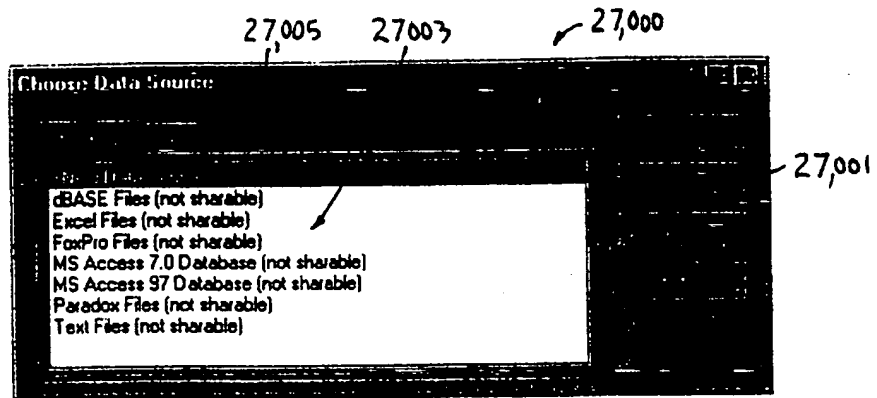 27,005 27,003 27,000
Choose Data Source
27,001
dBASE Files (not sharable)
Excel Files (not sharable)
FoxPro Files (not sharable)
MS Access 7.0 Database (not sharable)
MS Access 97 Database (not sharable)
Paradox Files (not sharable)
Text Files (not sharable)